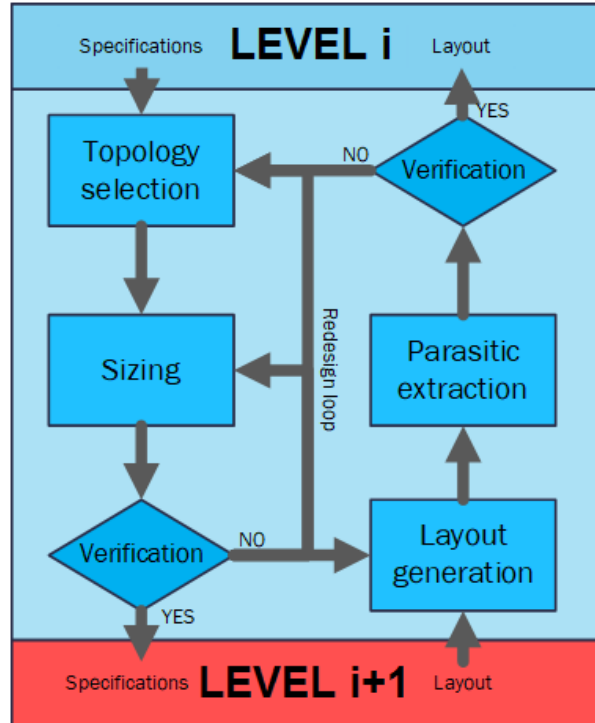 Specifications LEVEL i Layout
YES
NO
Topology
selection
Verification
Redesign loop
Sizing
Parasitic
extraction
Verification
NO
Layout
generation
YES
Specifications LEVEL i+1 Layout